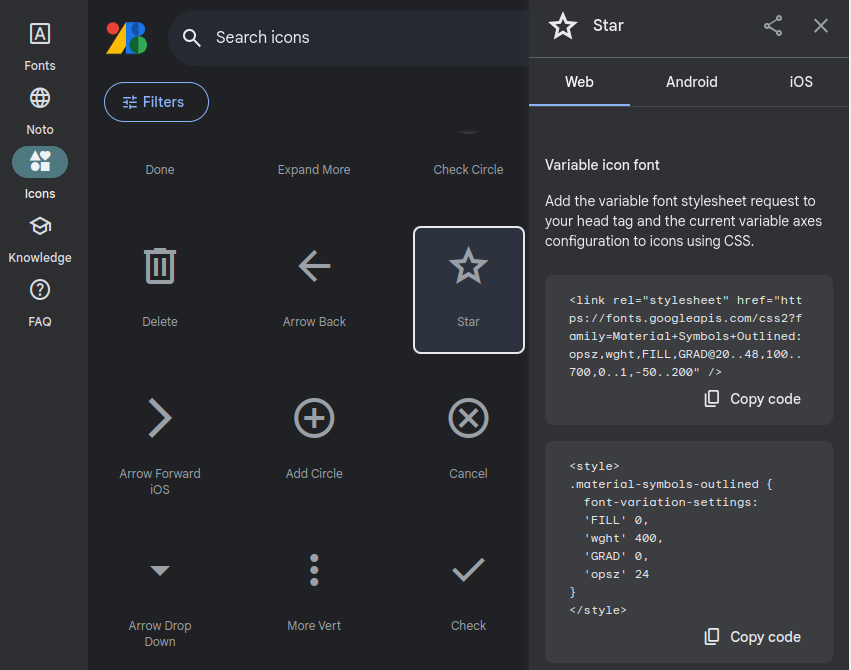 Fonts
Noto
Icons
Knowledge
FAQ
Search icons
Filters
Done
Expand More
Check Circle
Delete
Arrow Back
Star
Arrow Forward
iOS
Add Circle
Cancel
Arrow Drop
Down
More Vert
Check
Star
Web
Android
iOS
Variable icon font
Add the variable font stylesheet request to
your head tag and the current variable axes
configuration to icons using CSS.
<link rel="stylesheet" href="htt
ps://fonts.googleapis.com/css2?f
amily=Material+Symbols+Outlined:
opsz,wght,FILL,GRAD@20..48,100..
700,0..1,-50..200" />
Copy code
<style>
.material-symbols-outlined {
  font-variation-settings:
  'FILL' 0,
  'wght' 400,
  'GRAD' 0,
  'opsz' 24
}
</style>
Copy code